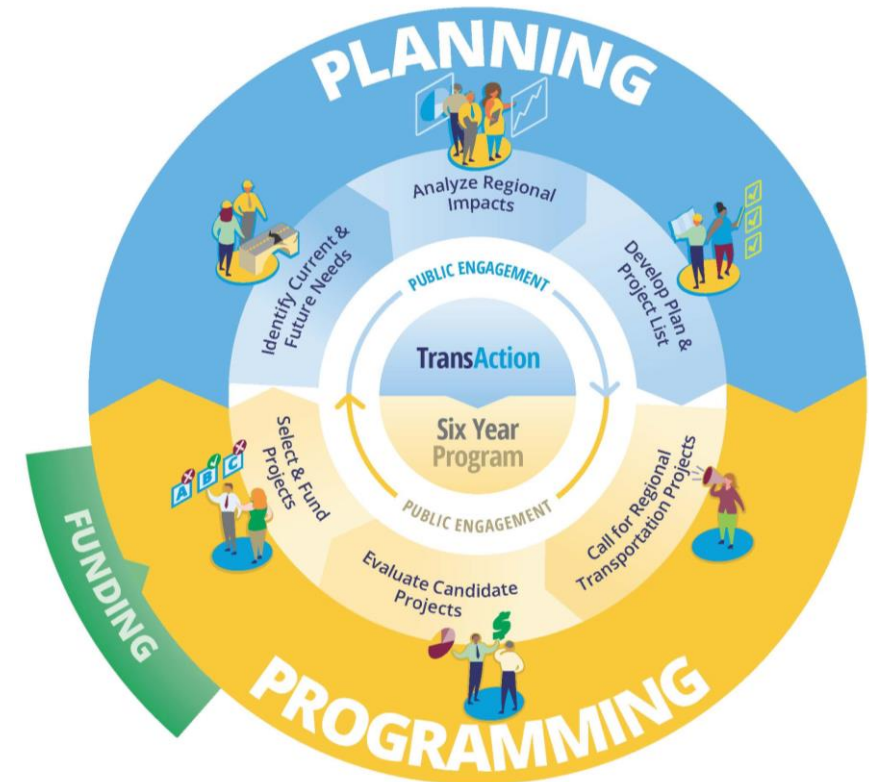 PLANNING
Analyze Regional
Impacts
Identify Current &
Future Needs
Develop Plan &
Project List
PUBLIC ENGAGEMENT
TransAction
Six Year
Program
PUBLIC ENGAGEMENT
Select & Fund
Projects
A B C
Call for Regional
Transportation Projects
Evaluate Candidate
Projects
$
FUNDING
PROGRAMMING